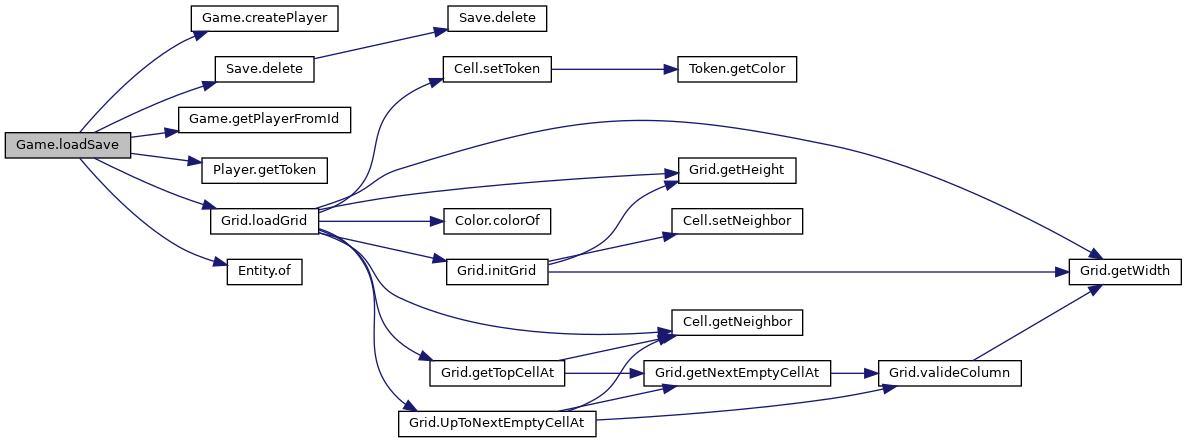 Game.loadSave
Game.createPlayer
Save.delete
Game.getPlayerFromId
Player.getToken
Grid.loadGrid
Entity.of
Save.delete
Cell.setToken
Color.colorOf
Grid.initGrid
Grid.getTopCellAt
Grid.UpToNextEmptyCellAt
Token.getColor
Grid.getHeight
Cell.setNeighbor
Cell.getNeighbor
Grid.getNextEmptyCellAt
Grid.valideColumn
Grid.getWidth